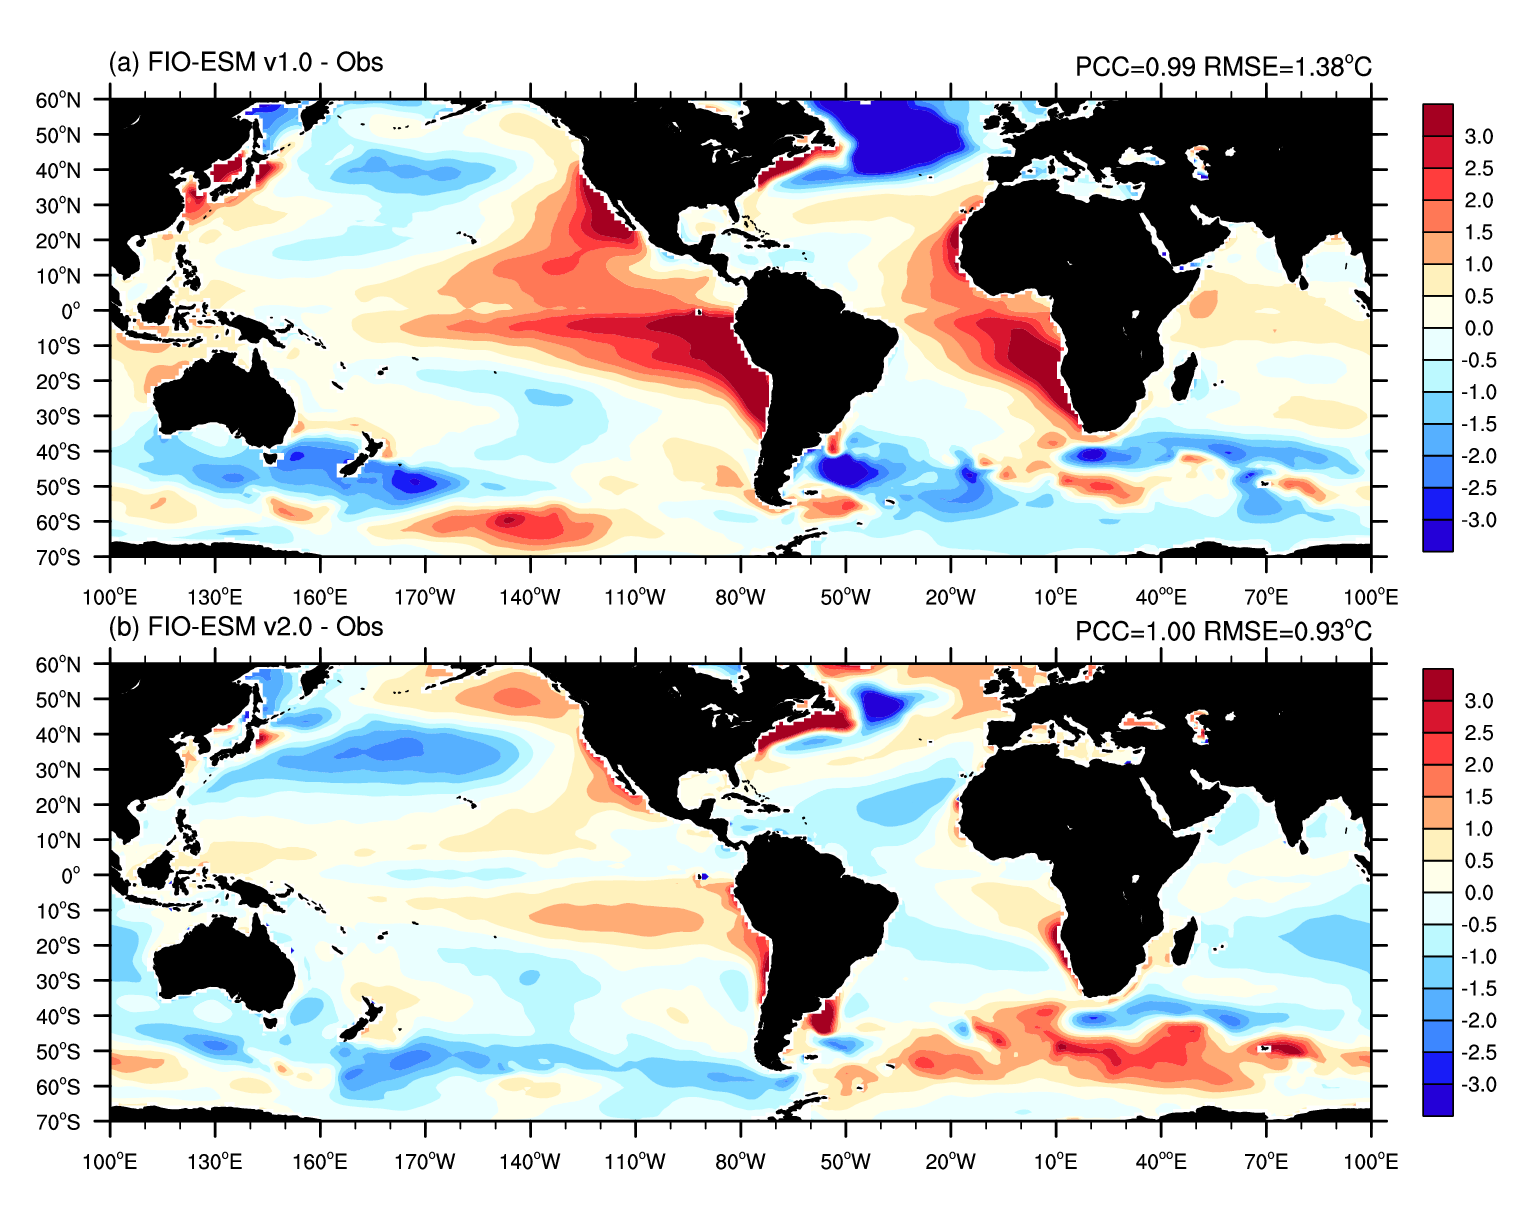 (a) FIO-ESM v1.0 - Obs PCC=0.99 RMSE=1.38°C
60°N
50°N
40°N
30°N
20°N
10°N
0°
10°S
20°S
30°S
40°S
50°S
60°S
70°S
3.0
2.5
2.0
1.5
1.0
0.5
0.0
-0.5
-1.0
-1.5
-2.0
-2.5
-3.0
100°E 130°E 160°E 170°W 140°W 110°W 80°W 50°W 20°W 10°E 40°E 70°E 100°E
(b) FIO-ESM v2.0 - Obs PCC=1.00 RMSE=0.93°C
60°N
50°N
40°N
30°N
20°N
10°N
0°
10°S
20°S
30°S
40°S
50°S
60°S
70°S
3.0
2.5
2.0
1.5
1.0
0.5
0.0
-0.5
-1.0
-1.5
-2.0
-2.5
-3.0
100°E 130°E 160°E 170°W 140°W 110°W 80°W 50°W 20°W 10°E 40°E 70°E 100°E